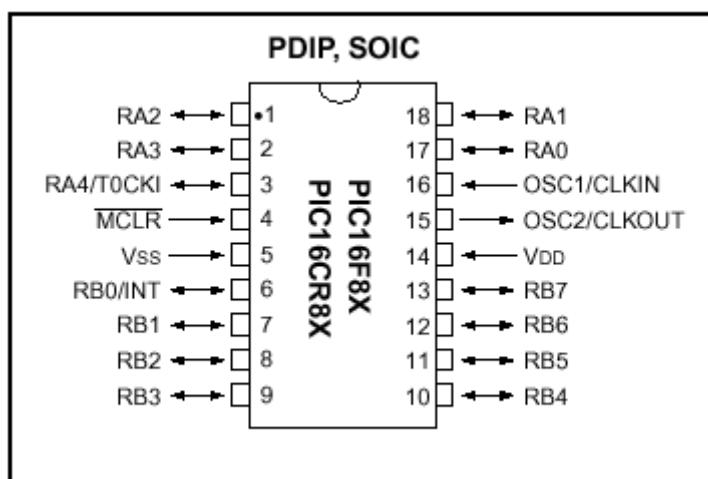 PDIP, SOIC
RA2 •1 18 RA1
RA3 2 17 RA0
RA4/T0CKI 3 16 OSC1/CLKIN
M̅C̅L̅R̅ 4 15 OSC2/CLKOUT
VSS 5 14 VDD
RB0/INT 6 13 RB7
RB1 7 12 RB6
RB2 8 11 RB5
RB3 9 10 RB4
PIC16F8X
PIC16CR8X